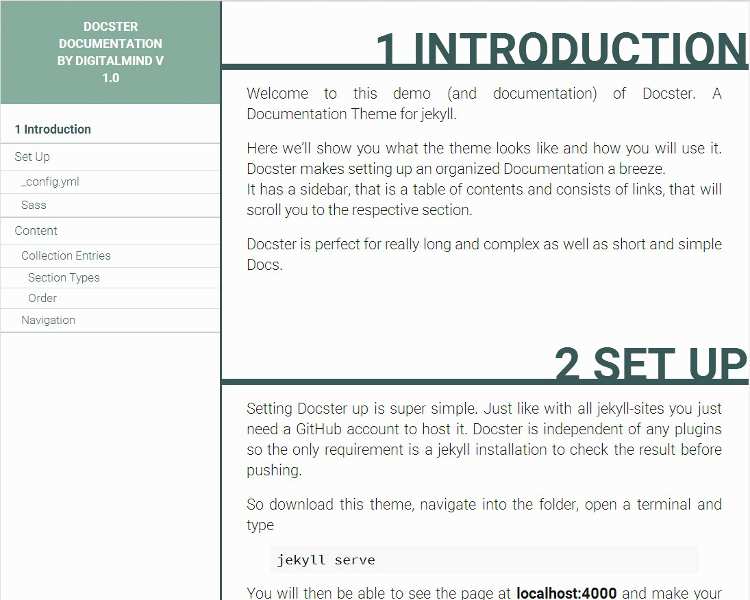 DOCSTER
DOCUMENTATION
BY DIGITALMIND V
1.0
1 Introduction
Set Up
_config.yml
Sass
Content
Collection Entries
Section Types
Order
Navigation
1 INTRODUCTION
Welcome to this demo (and documentation) of Docster. A
Documentation Theme for jekyll.
Here we'll show you what the theme looks like and how you will use it.
Docster makes setting up an organized Documentation a breeze.
It has a sidebar, that is a table of contents and consists of links, that will
scroll you to the respective section.
Docster is perfect for really long and complex as well as short and simple
Docs.
2 SET UP
Setting Docster up is super simple. Just like with all jekyll-sites you just
need a GitHub account to host it. Docster is independent of any plugins
so the only requirement is a jekyll installation to check the result before
pushing.
So download this theme, navigate into the folder, open a terminal and
type
jekyll serve
You will then be able to see the page at localhost:4000 and make your